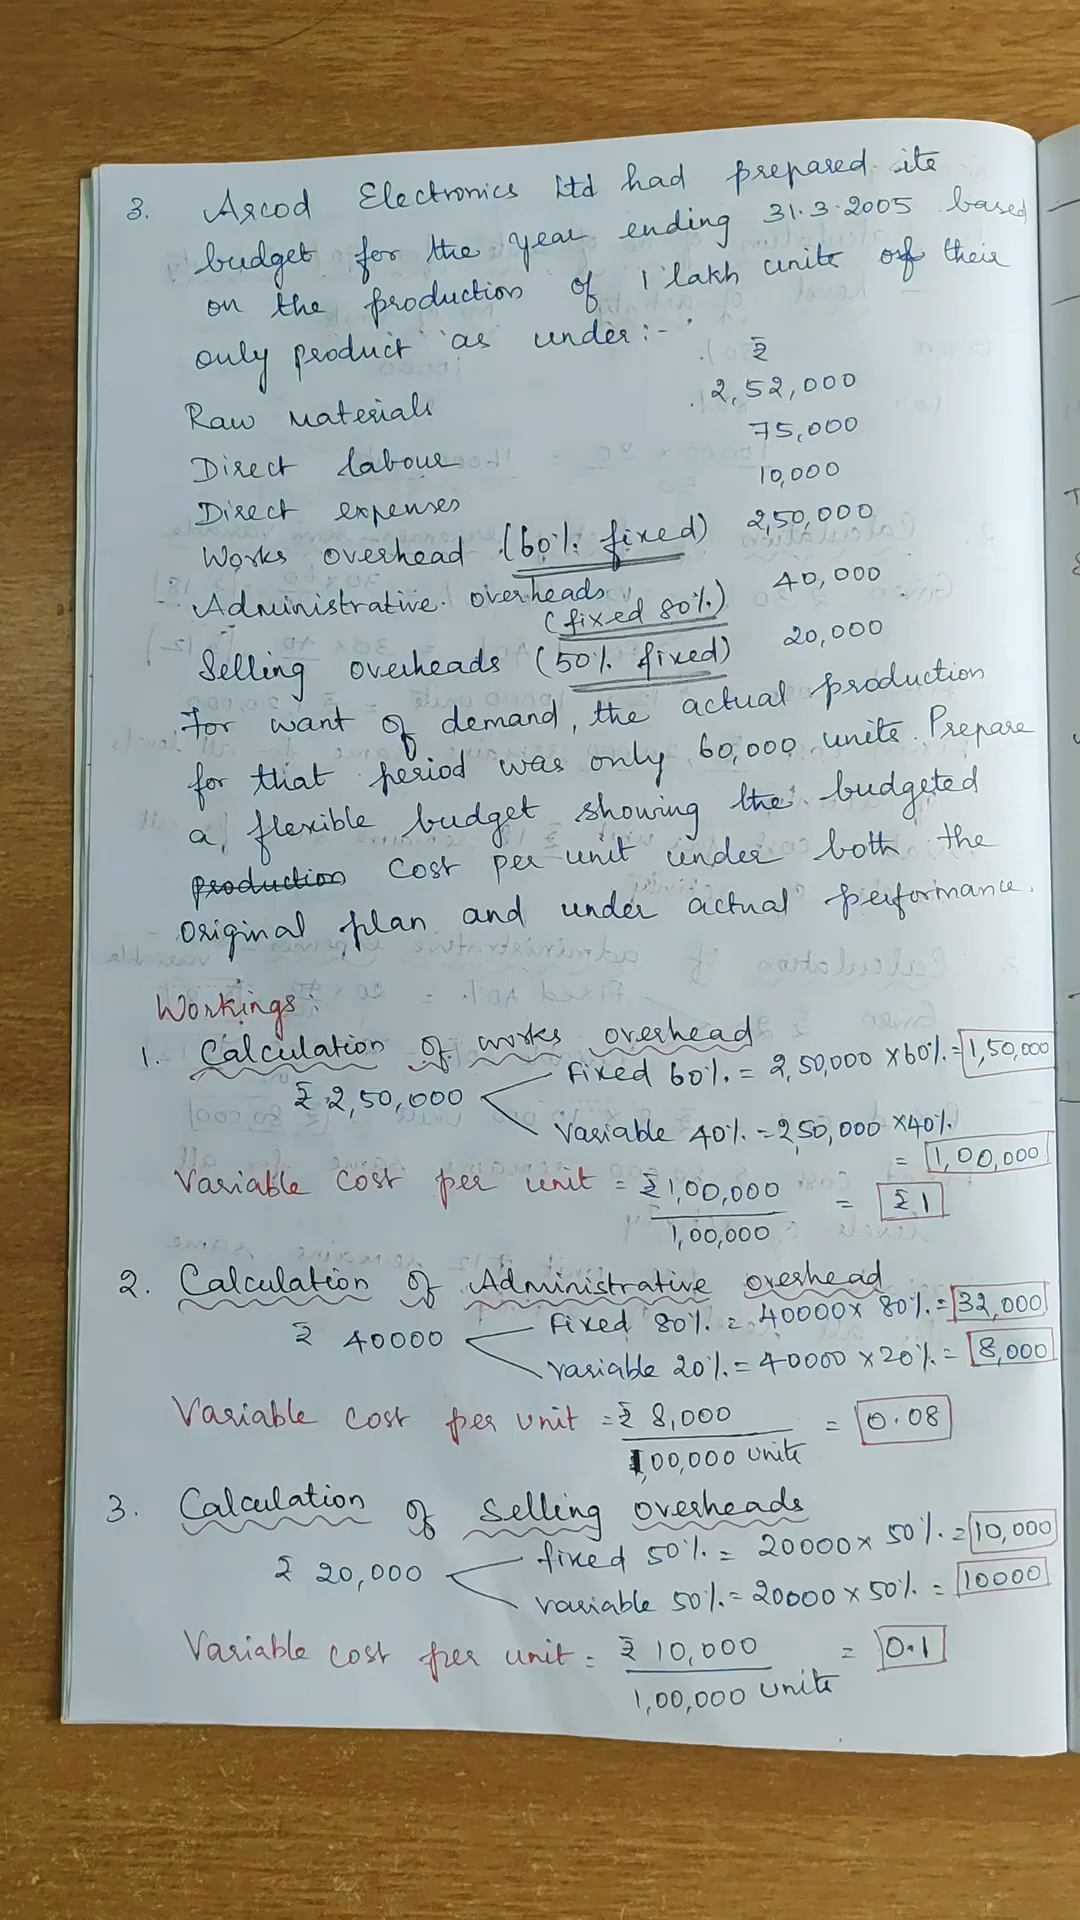 3. Arcod Electronics Ltd had prepared its
budget for the year ending 31.3.2005 based
on the production of 1 lakh units of their
only product as under:-
₹
Raw Materials 2,52,000
Direct labour 75,000
Direct expenses 10,000
Works overhead (60% fixed) 2,50,000
Administrative overheads (fixed 80%) 40,000
Selling overheads (50% fixed) 20,000
For want of demand, the actual production
for that period was only 60,000 units. Prepare
a flexible budget showing the budgeted
production cost per unit under both the
original plan and under actual performance.
Workings:
1. Calculation of works overhead
₹ 2,50,000
Fixed 60% = 2,50,000 x 60% = 1,50,000
Variable 40% = 2,50,000 x 40%
= 1,00,000
Variable cost per unit = ₹1,00,000 / 1,00,000 = ₹1
2. Calculation of Administrative overhead
₹ 40000
Fixed 80% = 40000 x 80% = 32,000
Variable 20% = 40000 x 20% = 8,000
Variable cost per unit = ₹ 8,000 / 1,00,000 units = 0.08
3. Calculation of Selling overheads
₹ 20,000
fixed 50% = 20000 x 50% = 10,000
variable 50% = 20000 x 50% = 10000
Variable cost per unit = ₹ 10,000 / 1,00,000 units = 0.1